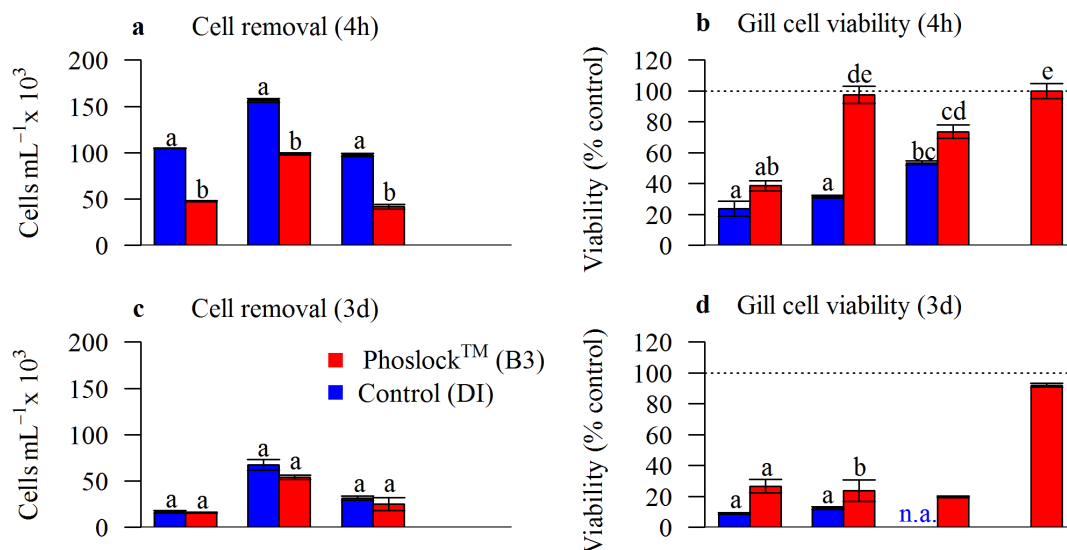 a Cell removal (4h)
Cells mL⁻¹ x 10³
200
150
100
50
0
a
b
a
b
a
b
b Gill cell viability (4h)
Viability (% control)
120
100
80
60
40
20
0
a
ab
a
de
bc
cd
e
c Cell removal (3d)
Cells mL⁻¹ x 10³
200
150
100
50
0
Phoslock™ (B3)
Control (DI)
a
a
a
a
a
a
d Gill cell viability (3d)
Viability (% control)
120
100
80
60
40
20
0
a
a
a
b
n.a.